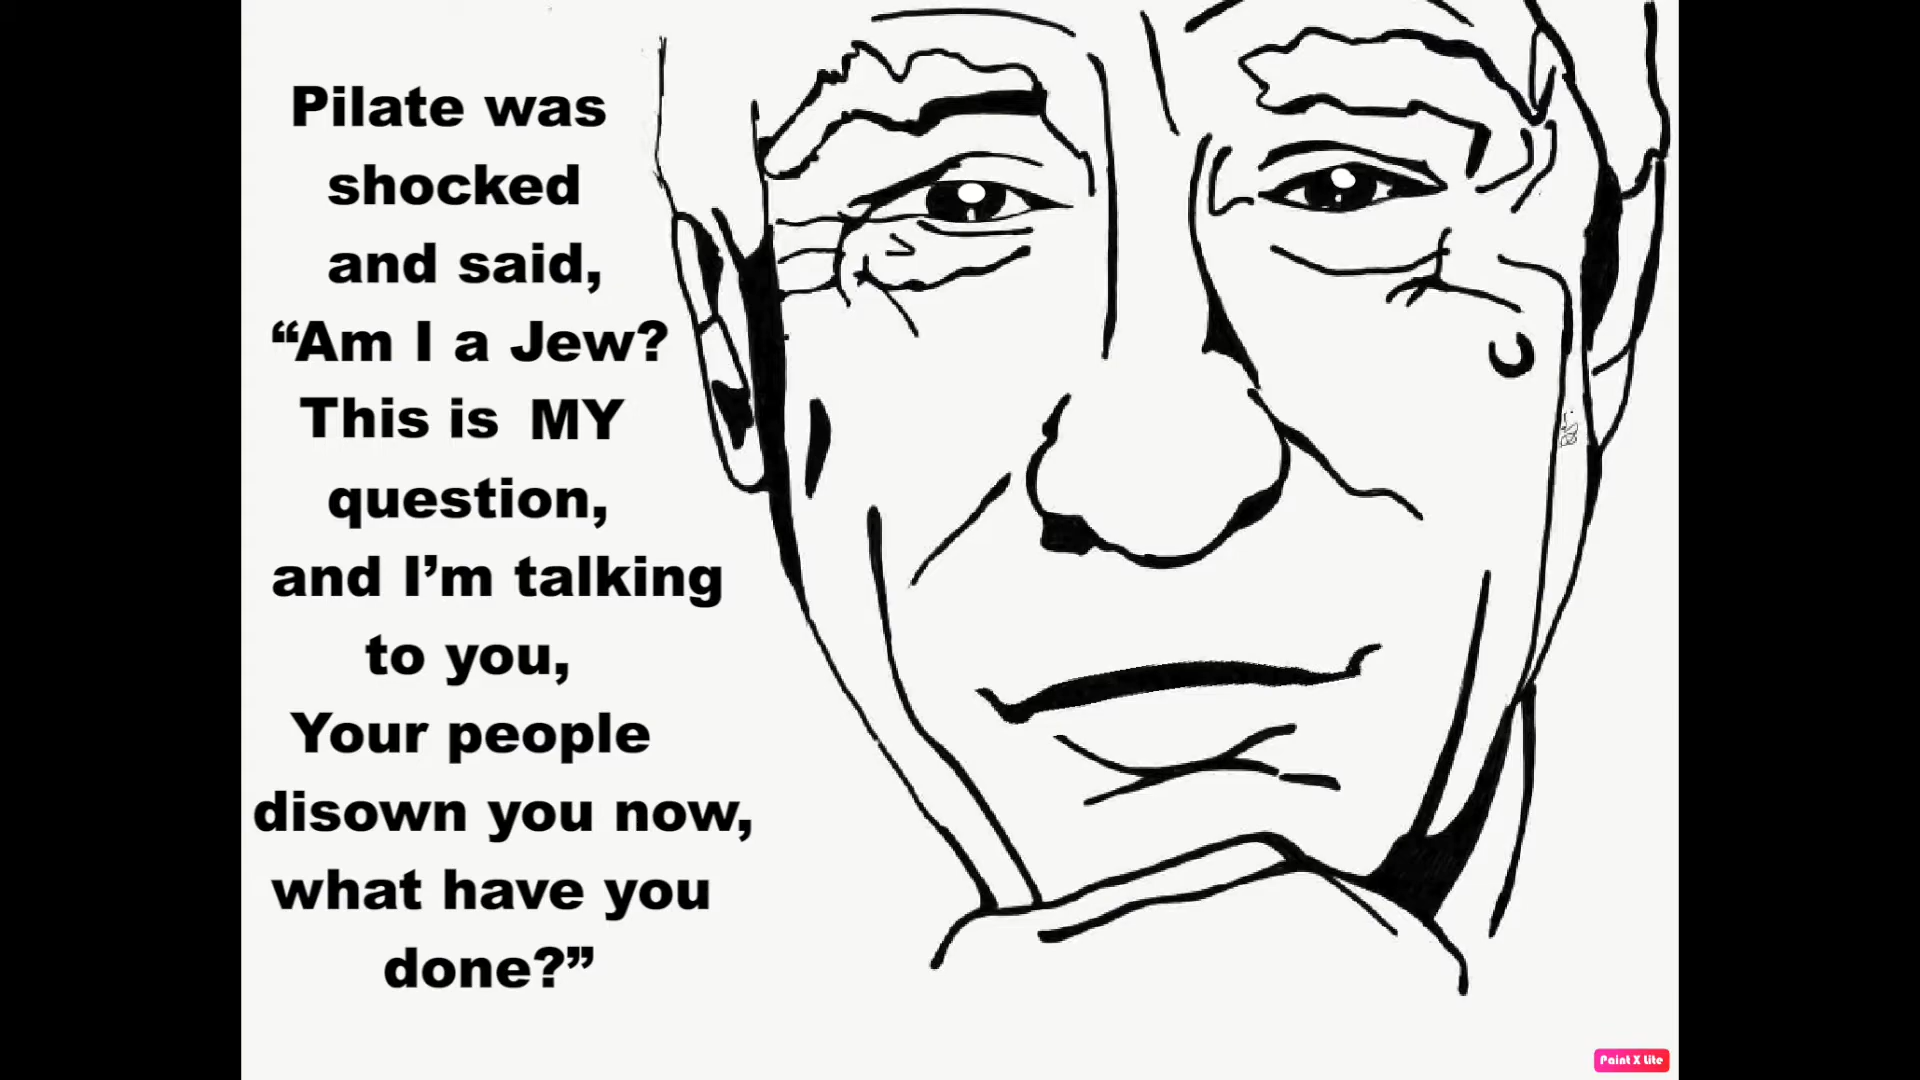 Pilate was
shocked
and said,
“Am I a Jew?
This is MY
question,
and I’m talking
to you,
Your people
disown you now,
what have you
done?”
Paint X Lite